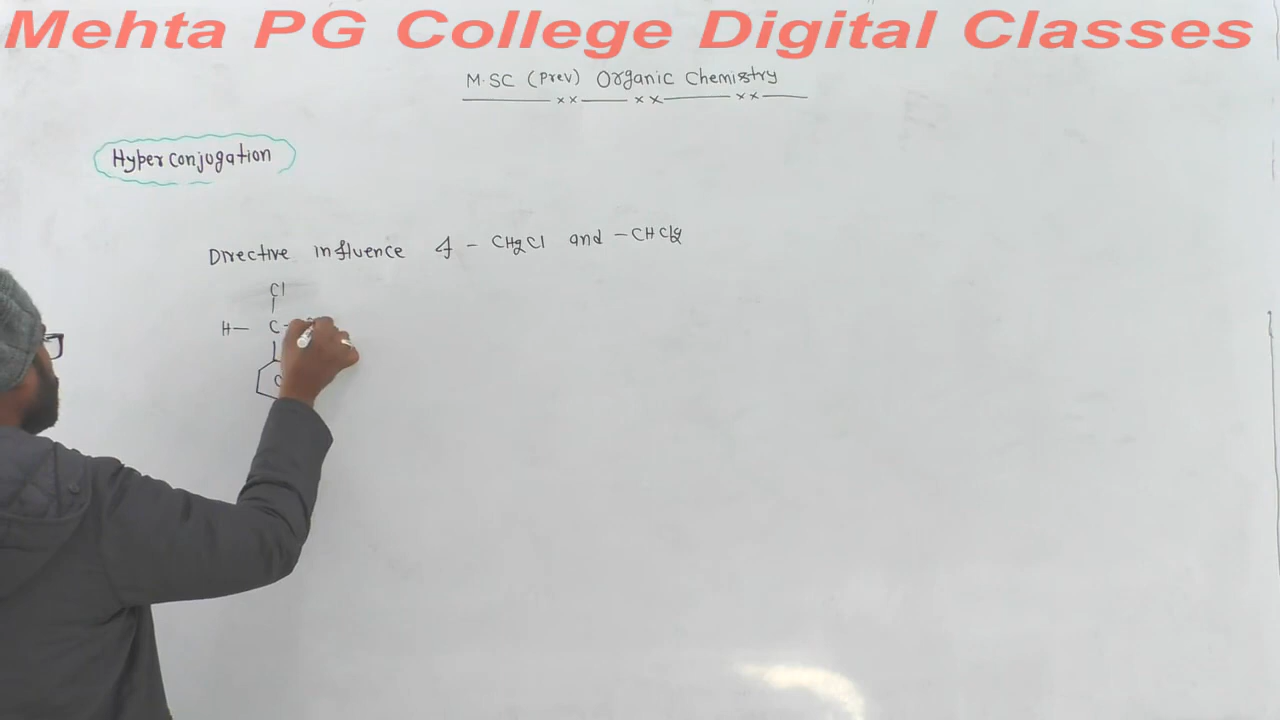 Mehta PG College Digital Classes
M.SC (Prev) Organic Chemistry
Hyperconjugation
Directive influence of - CH2Cl and -CHCl2
Cl
H- C-